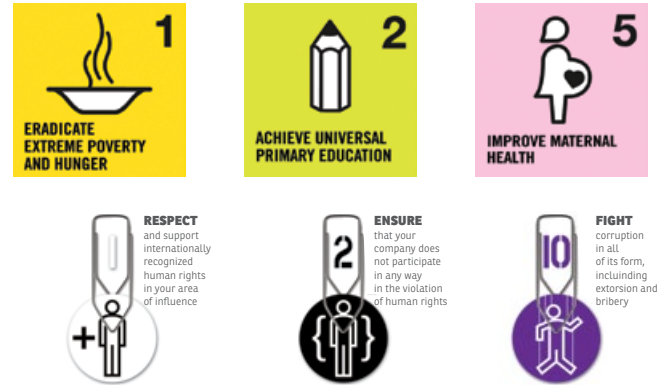 1
ERADICATE
EXTREME POVERTY
AND HUNGER
2
ACHIEVE UNIVERSAL
PRIMARY EDUCATION
5
IMPROVE MATERNAL
HEALTH
1
RESPECT
and support
internationally
recognized
human rights
in your area
of influence
2
ENSURE
that your
company does
not participate
in any way
in the violation
of human rights
10
FIGHT
corruption
in all
of its form,
incluinding
extorsion and
bribery